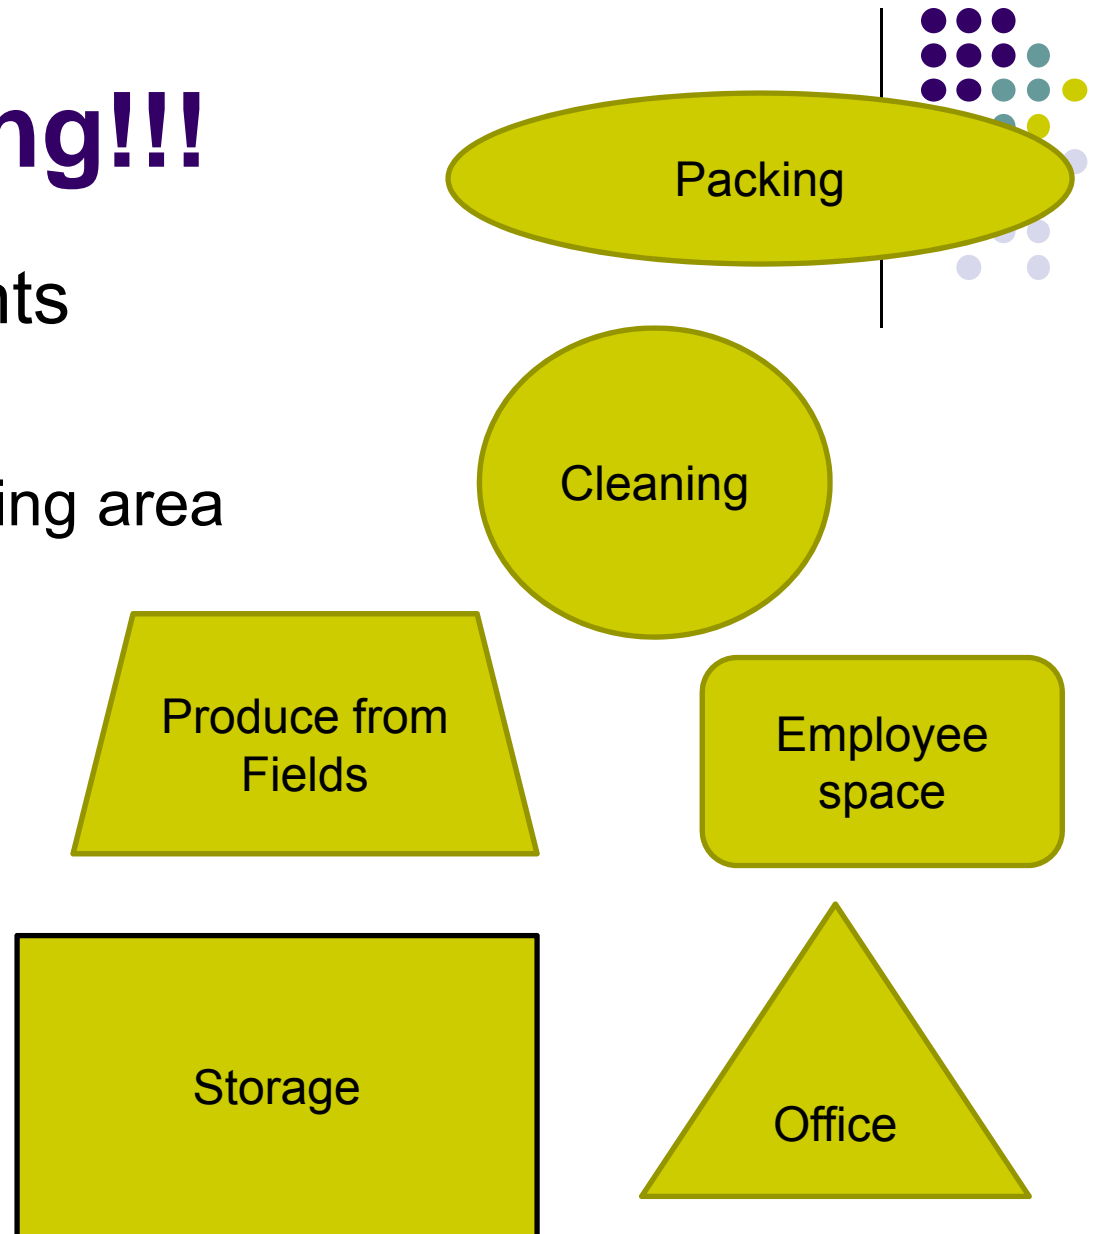 ng!!!
Packing
nts
Cleaning
ing area
Produce from
Fields
Employee
space
Storage
Office